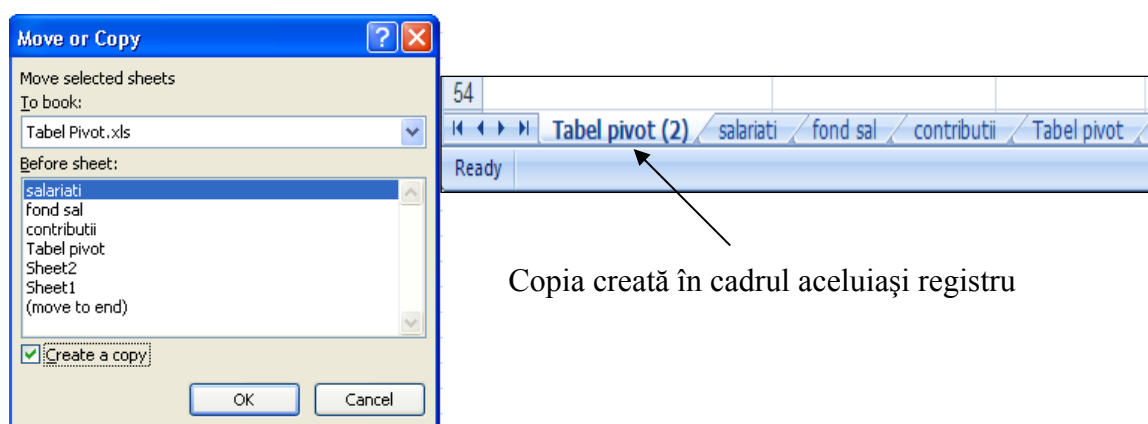 Move or Copy
Move selected sheets
To book:
Tabel Pivot.xls
Before sheet:
salariati
fond sal
contributii
Tabel pivot
Sheet2
Sheet1
(move to end)
Create a copy
OK Cancel
54
Tabel pivot (2) salariati fond sal contributii Tabel pivot
Ready
Copia creată în cadrul aceluiaşi registru